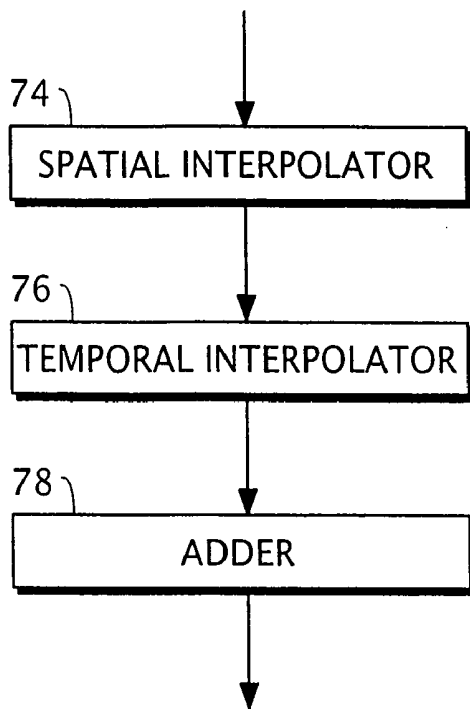 74
SPATIAL INTERPOLATOR
76
TEMPORAL INTERPOLATOR
78
ADDER